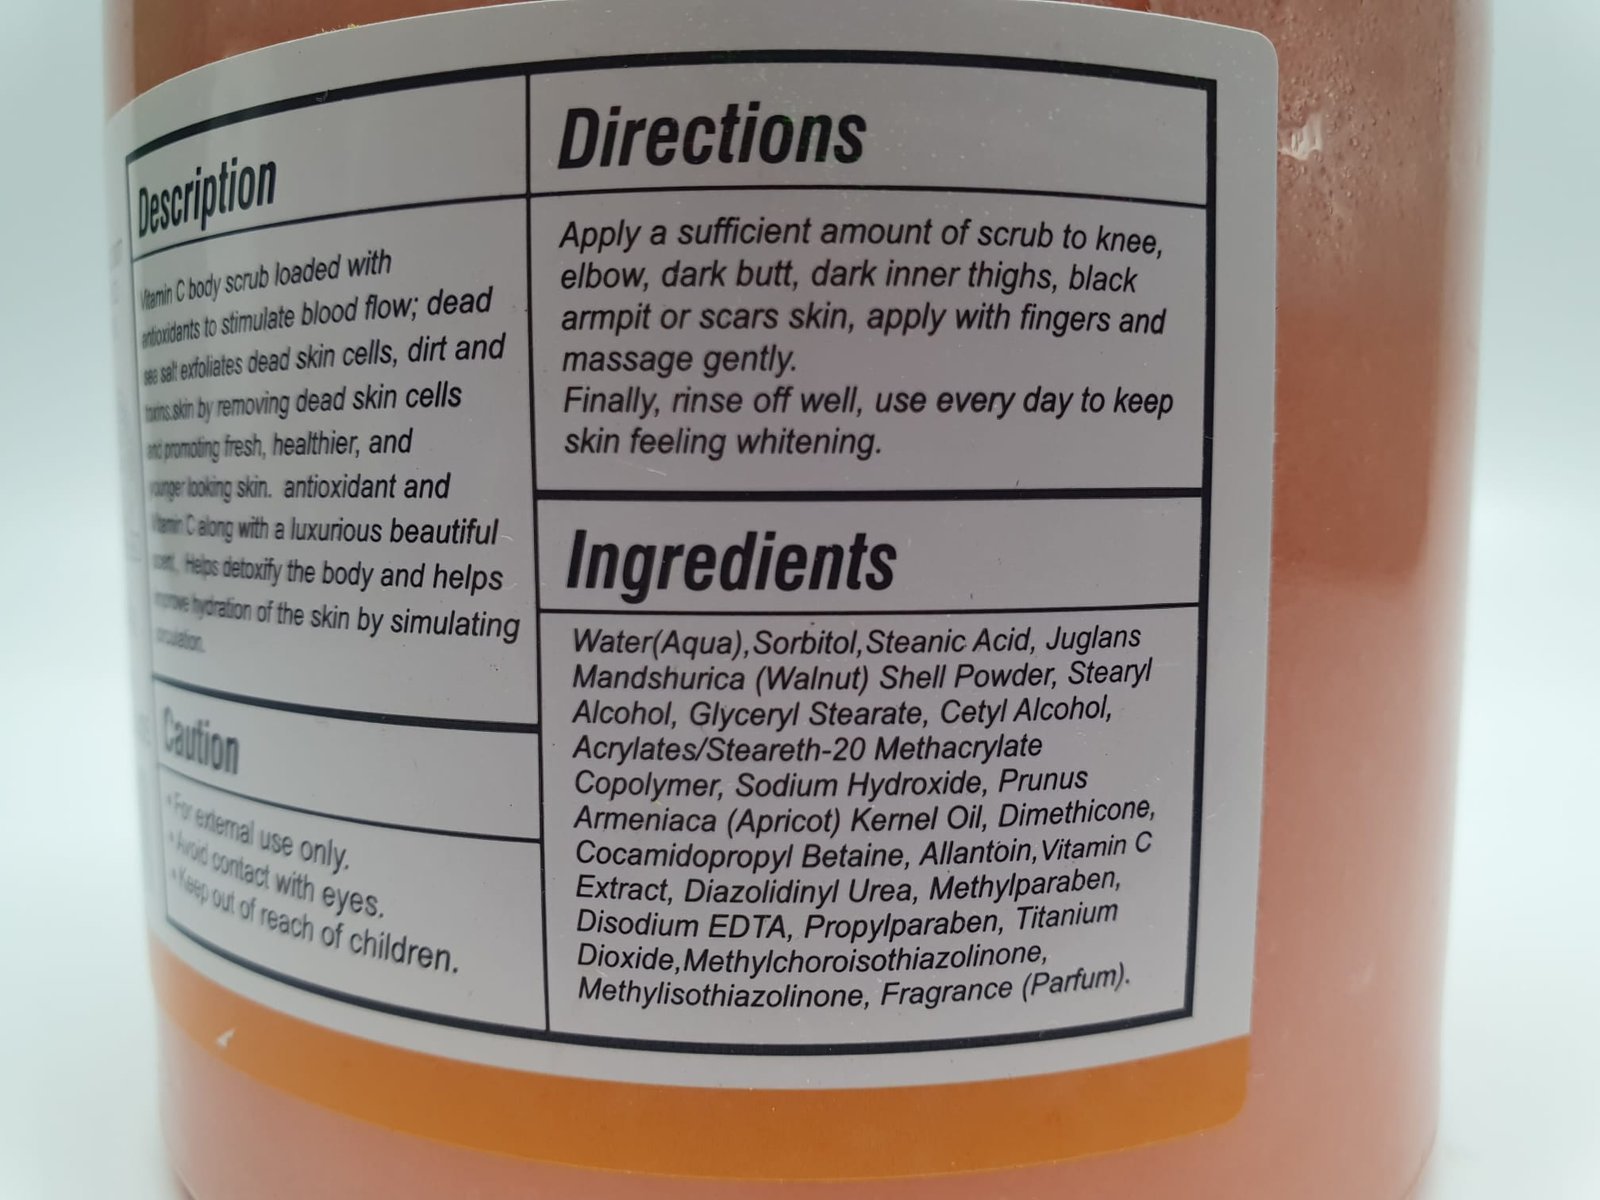 Description
Vitamin C body scrub loaded with
antioxidants to stimulate blood flow; dead
sea salt exfoliates dead skin cells, dirt and
toxins.skin by removing dead skin cells
and promoting fresh, healthier, and
younger looking skin. antioxidant and
Vitamin C along with a luxurious beautiful
scent. Helps detoxify the body and helps
improve hydration of the skin by simulating
circulation.
Caution
• For external use only.
• Avoid contact with eyes.
• Keep out of reach of children.
Directions
Apply a sufficient amount of scrub to knee,
elbow, dark butt, dark inner thighs, black
armpit or scars skin, apply with fingers and
massage gently.
Finally, rinse off well, use every day to keep
skin feeling whitening.
Ingredients
Water(Aqua),Sorbitol,Steanic Acid, Juglans
Mandshurica (Walnut) Shell Powder, Stearyl
Alcohol, Glyceryl Stearate, Cetyl Alcohol,
Acrylates/Steareth-20 Methacrylate
Copolymer, Sodium Hydroxide, Prunus
Armeniaca (Apricot) Kernel Oil, Dimethicone,
Cocamidopropyl Betaine, Allantoin,Vitamin C
Extract, Diazolidinyl Urea, Methylparaben,
Disodium EDTA, Propylparaben, Titanium
Dioxide,Methylchoroisothiazolinone,
Methylisothiazolinone, Fragrance (Parfum).